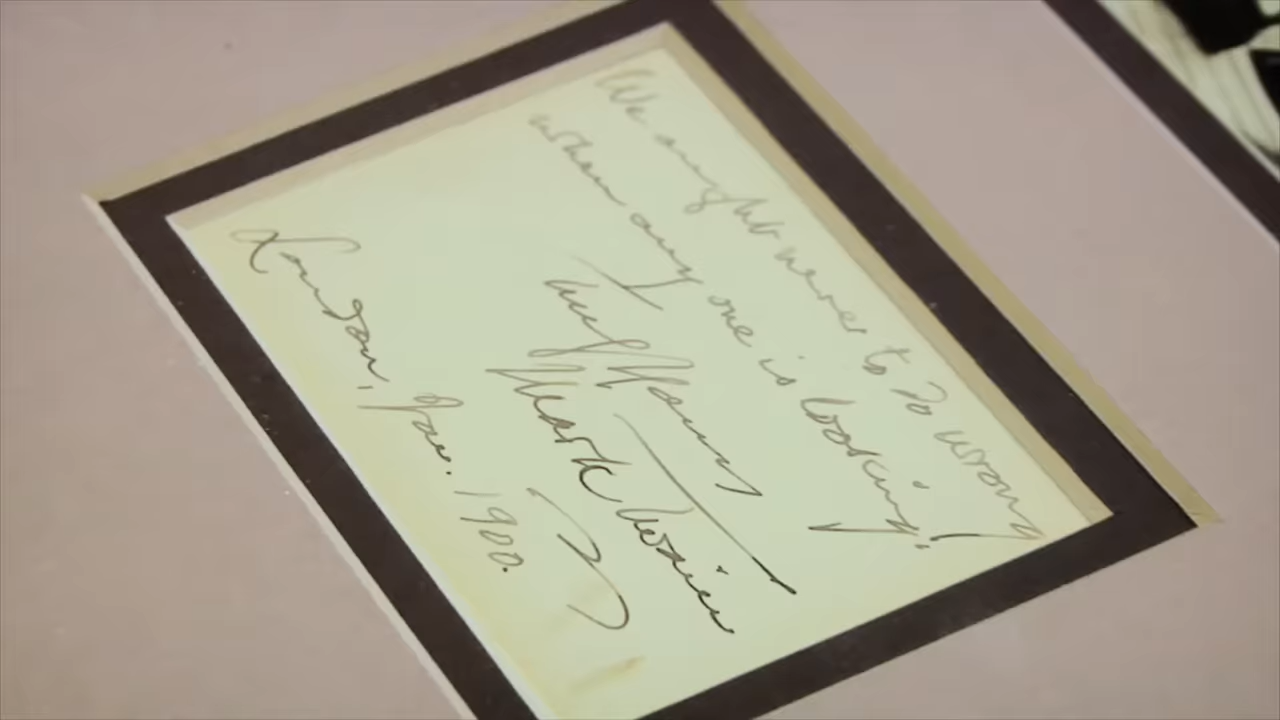 We ought never to do wrong
when any one is looking!
Truly Yours
Mark Twain
London, Jan. 1900.